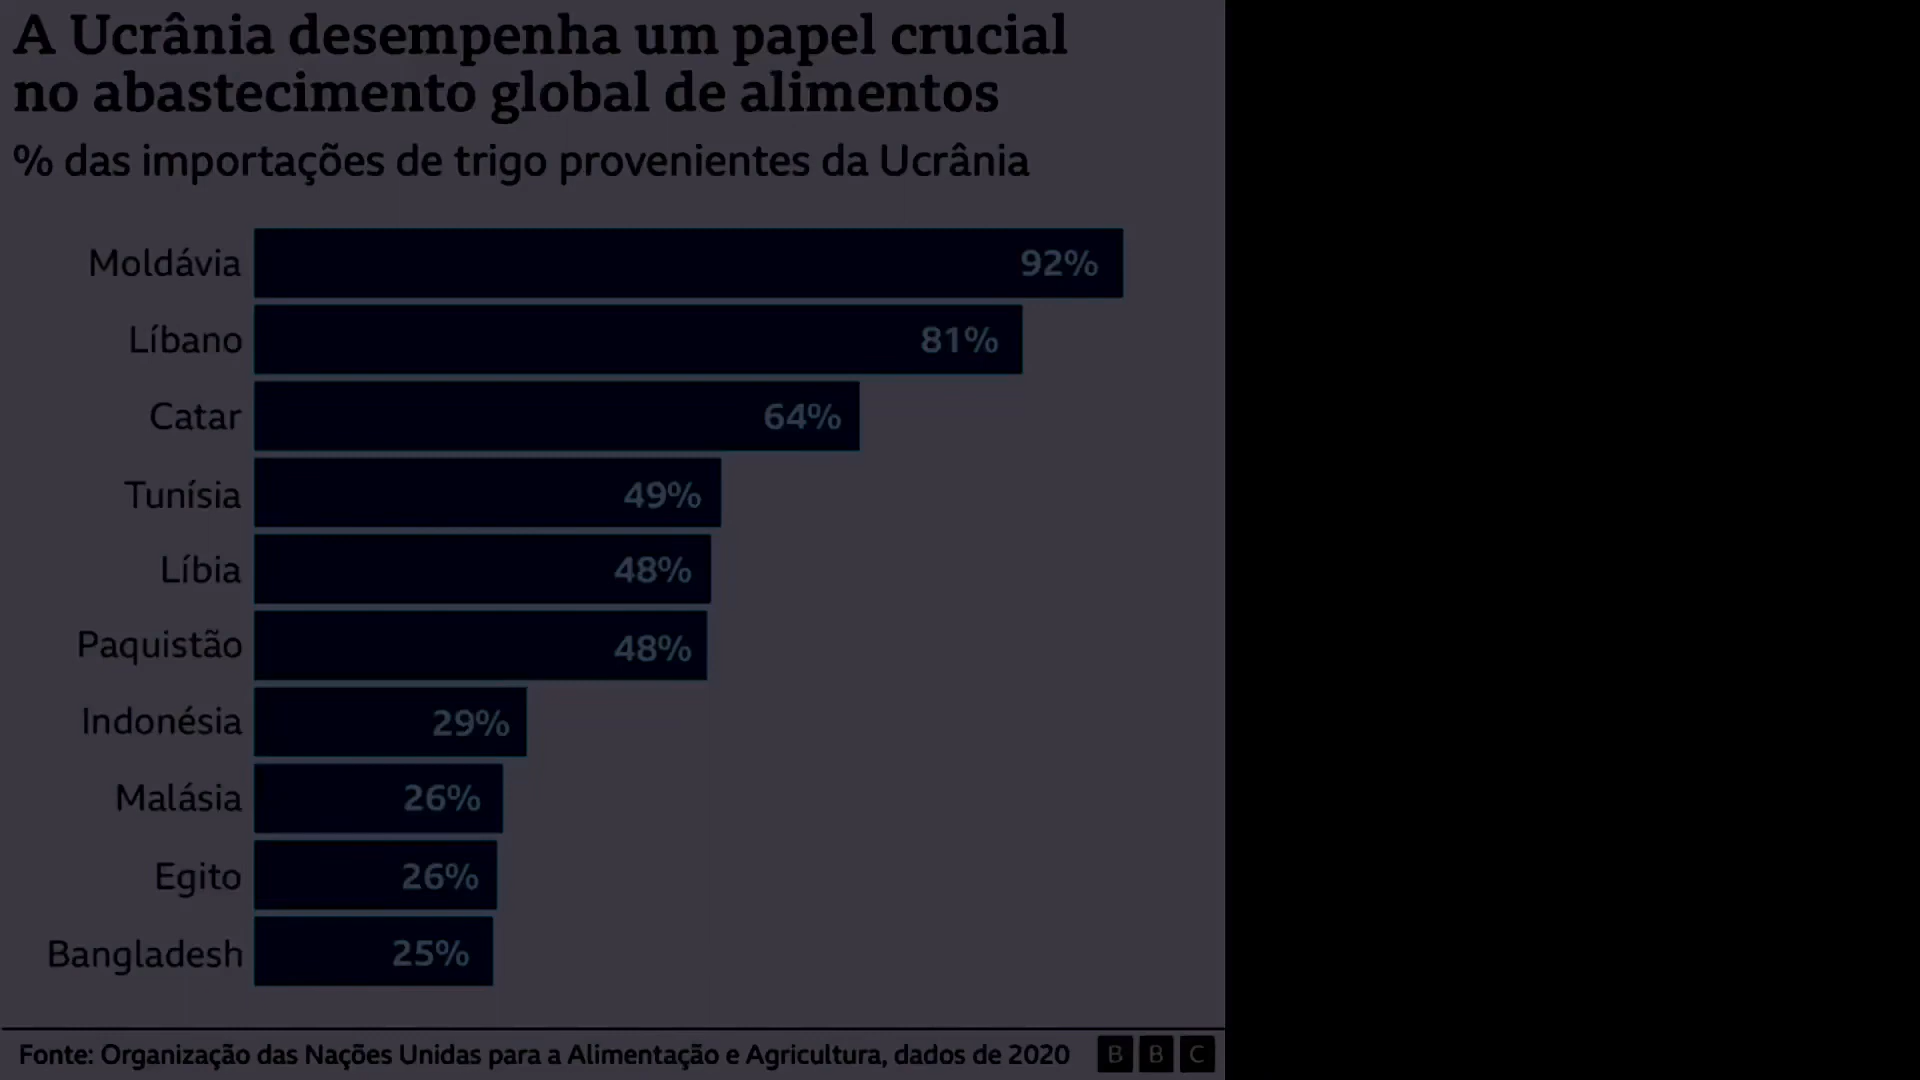 A Ucrânia desempenha um papel crucial
no abastecimento global de alimentos
% das importações de trigo provenientes da Ucrânia
Moldávia 92%
Líbano 81%
Catar 64%
Tunísia 49%
Líbia 48%
Paquistão 48%
Indonésia 29%
Malásia 26%
Egito 26%
Bangladesh 25%
Fonte: Organização das Nações Unidas para a Alimentação e Agricultura, dados de 2020 BBC